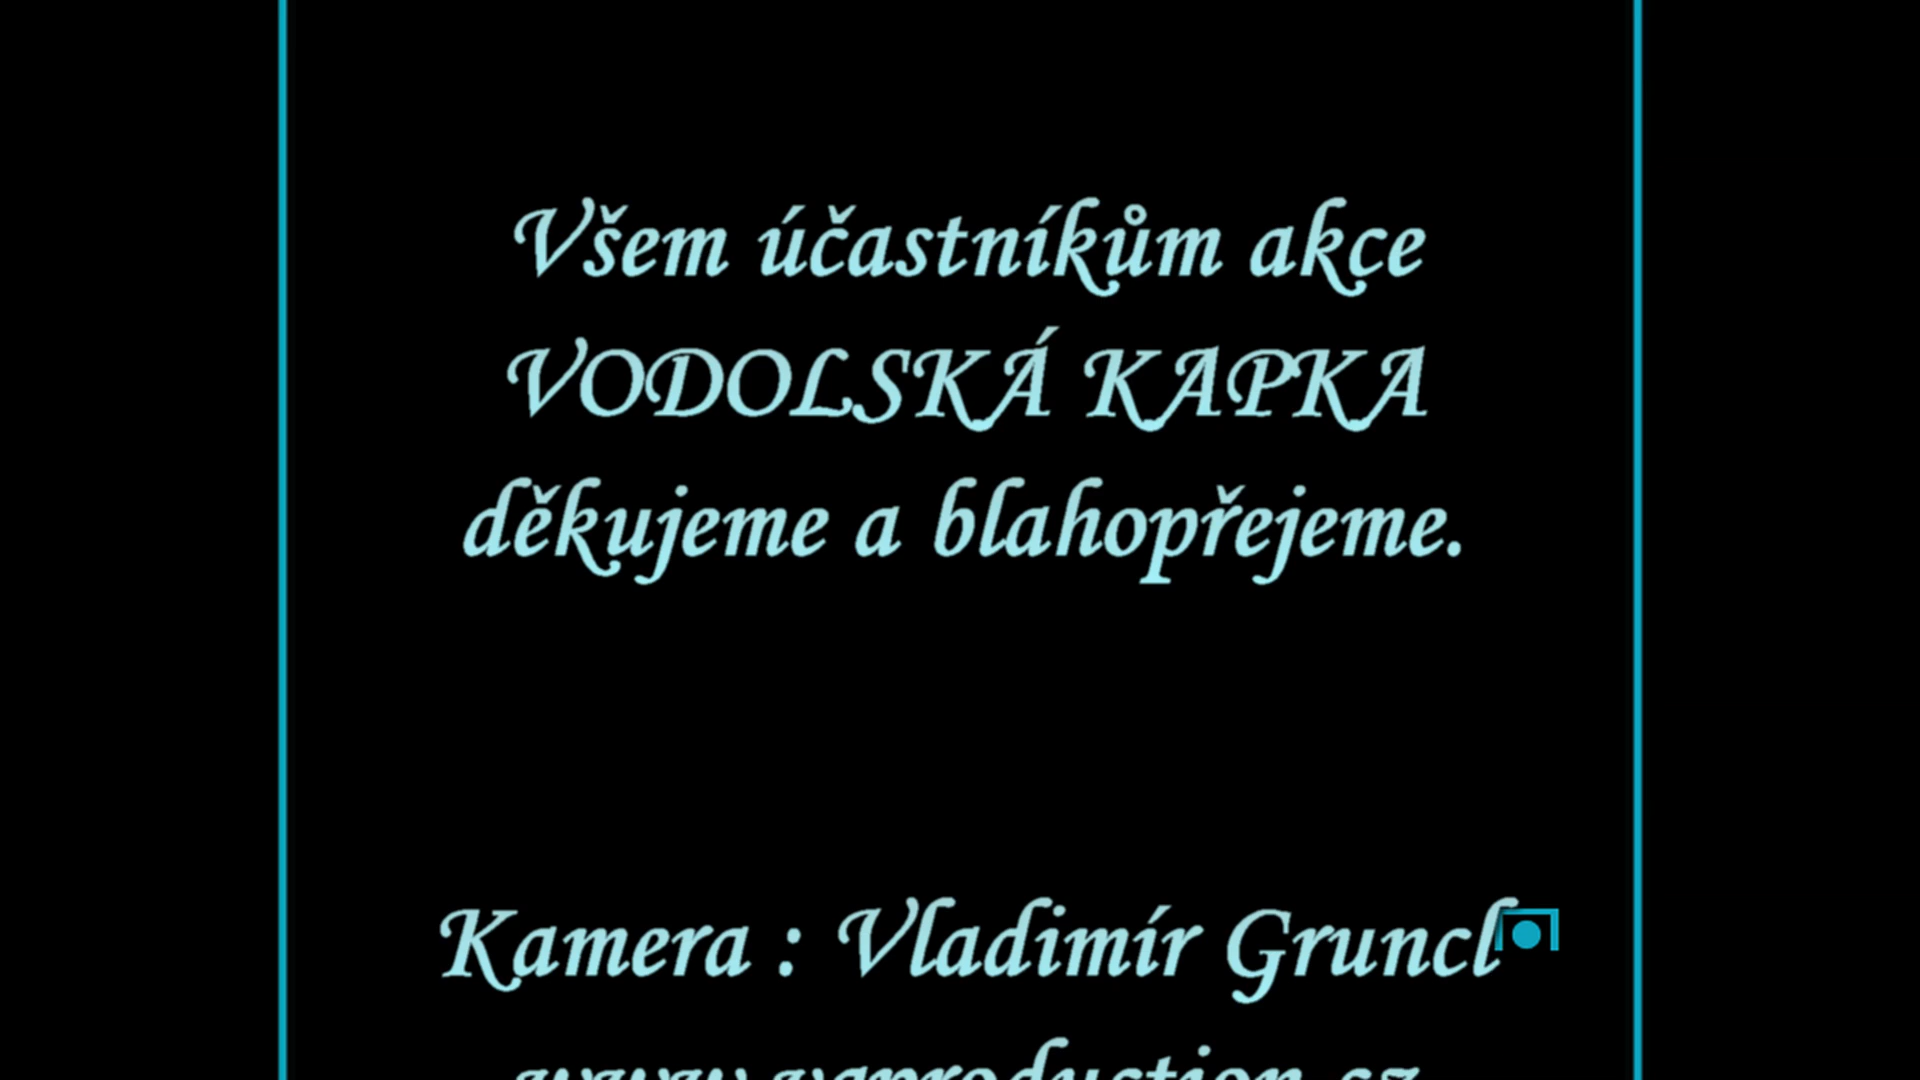 Všem účastníkům akce
VODOLSKÁ KAPKA
děkujeme a blahopřejeme.
Kamera : Vladimír Gruncl